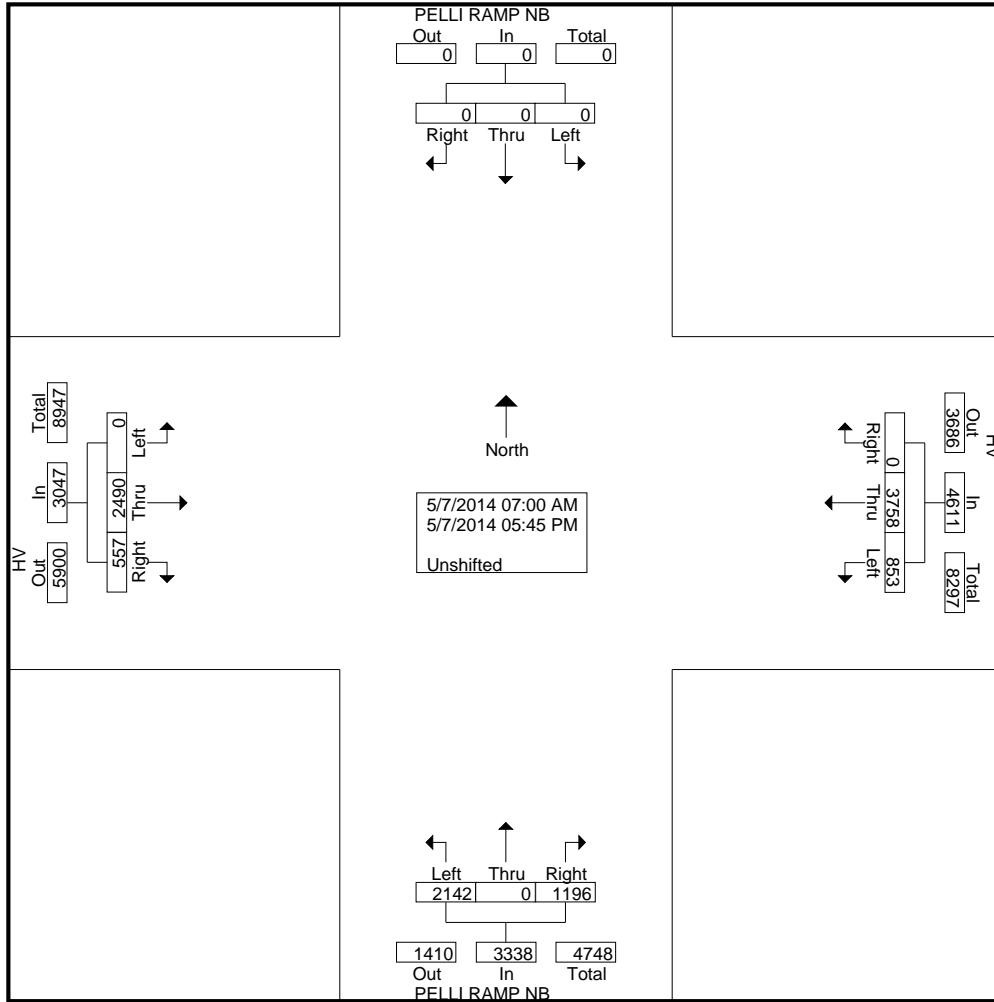 PELLI RAMP NB
Out In Total
0 0 0
0 0 0
Right Thru Left
Total 8947
In 3047
Out 5900
HV
0 Left
2490 Thru
557 Right
North
5/7/2014 07:00 AM
5/7/2014 05:45 PM
Unshifted
Right 0
Thru 3758
Left 853
Out 3686
In 4611
Total 8297
HV
Left Thru Right
2142 0 1196
1410 3338 4748
Out In Total
PELLI RAMP NB